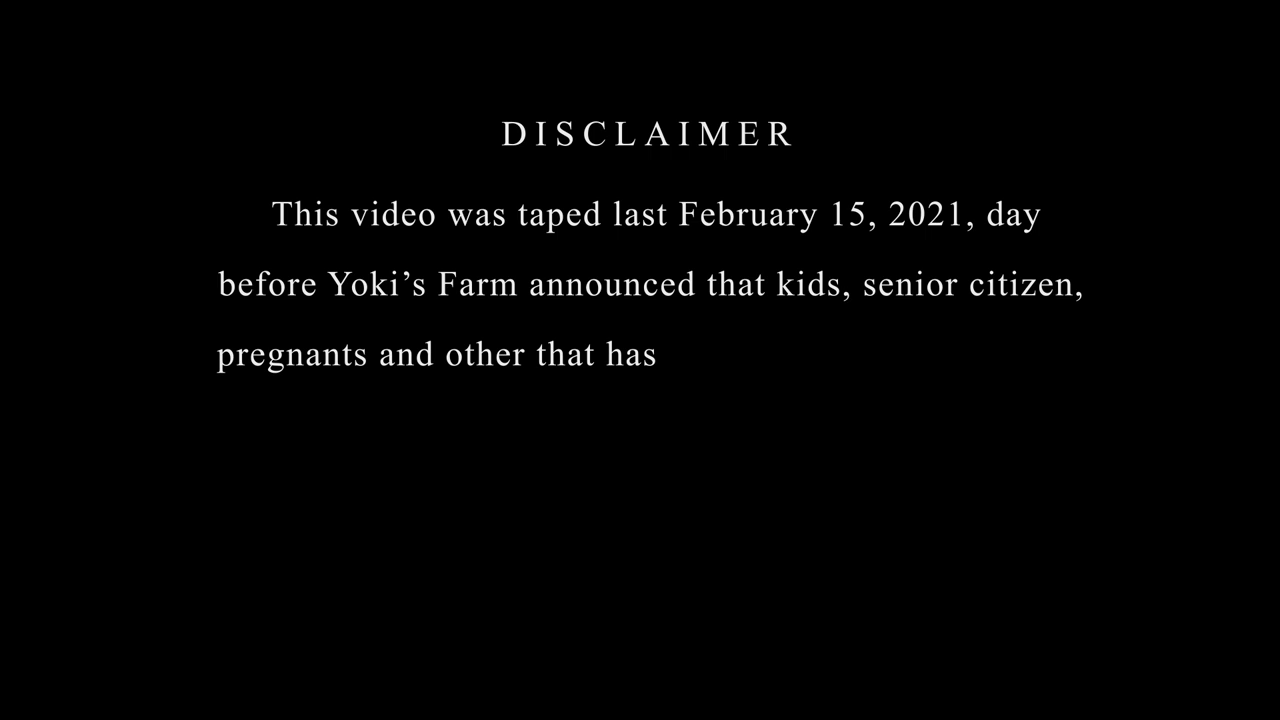 DISCLAIMER
This video was taped last February 15, 2021, day
before Yoki’s Farm announced that kids, senior citizen,
pregnants and other that has